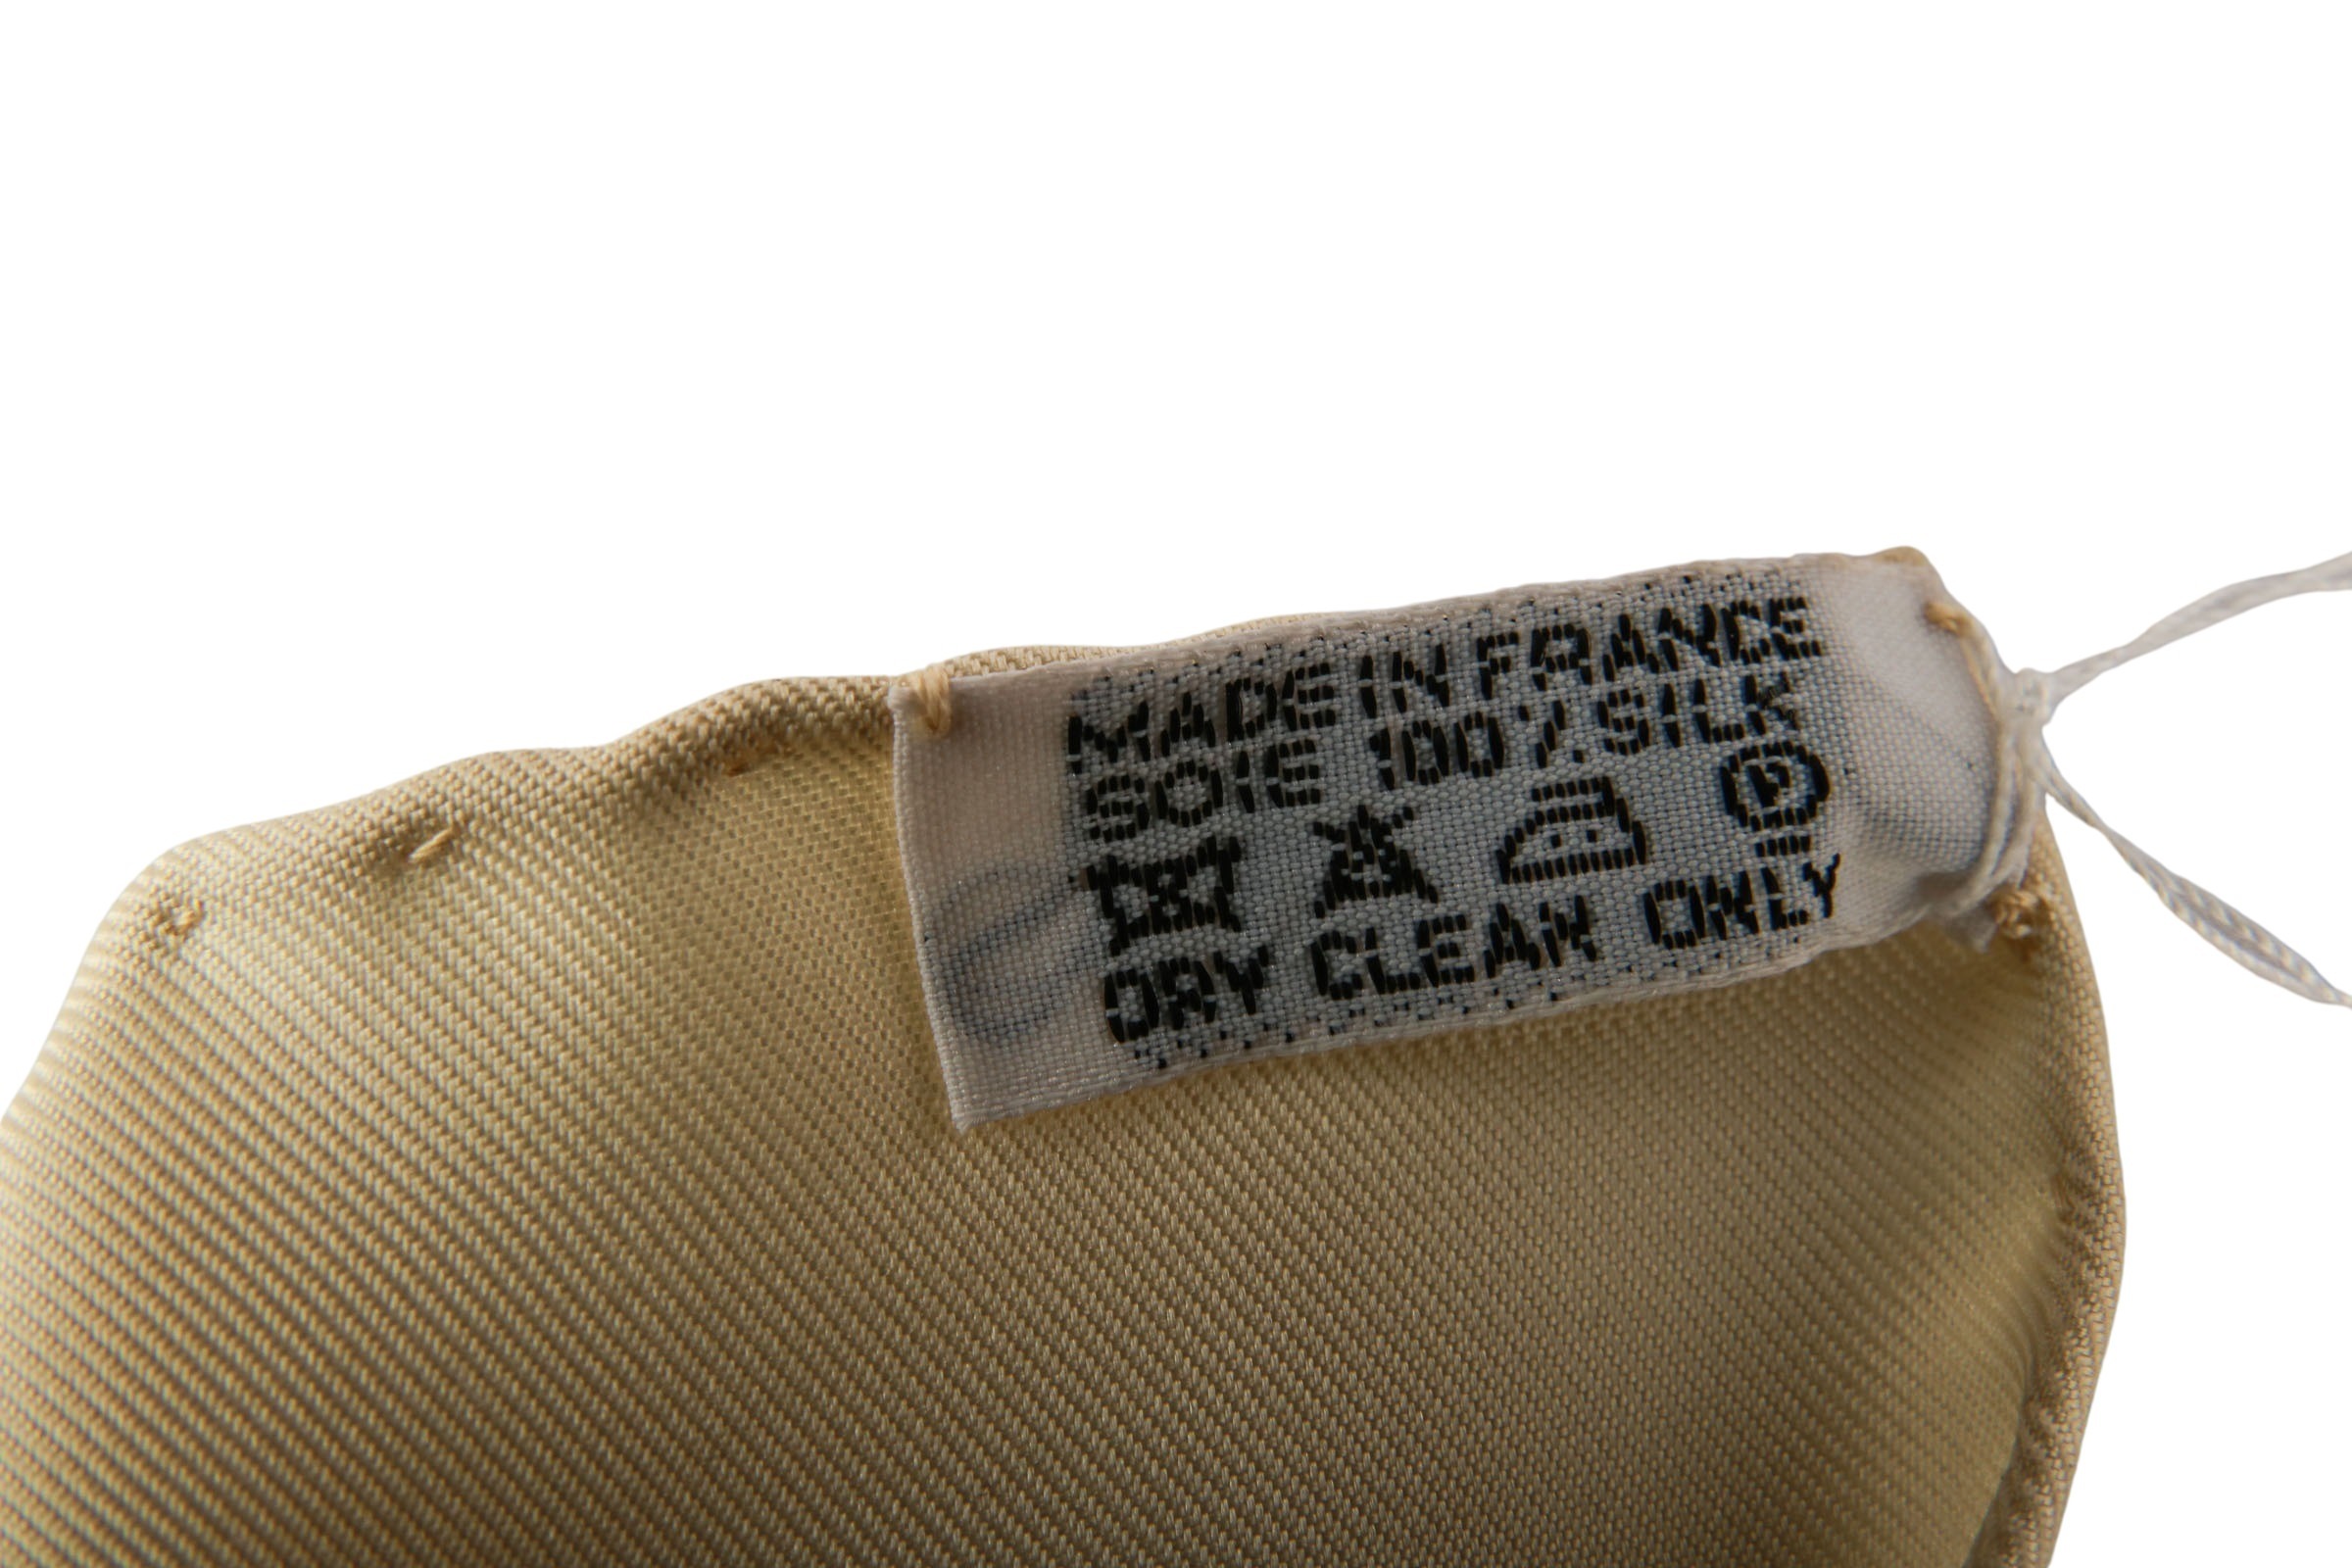 MADE IN FRANCE
SOIE 100% SILK
P
DRY CLEAN ONLY